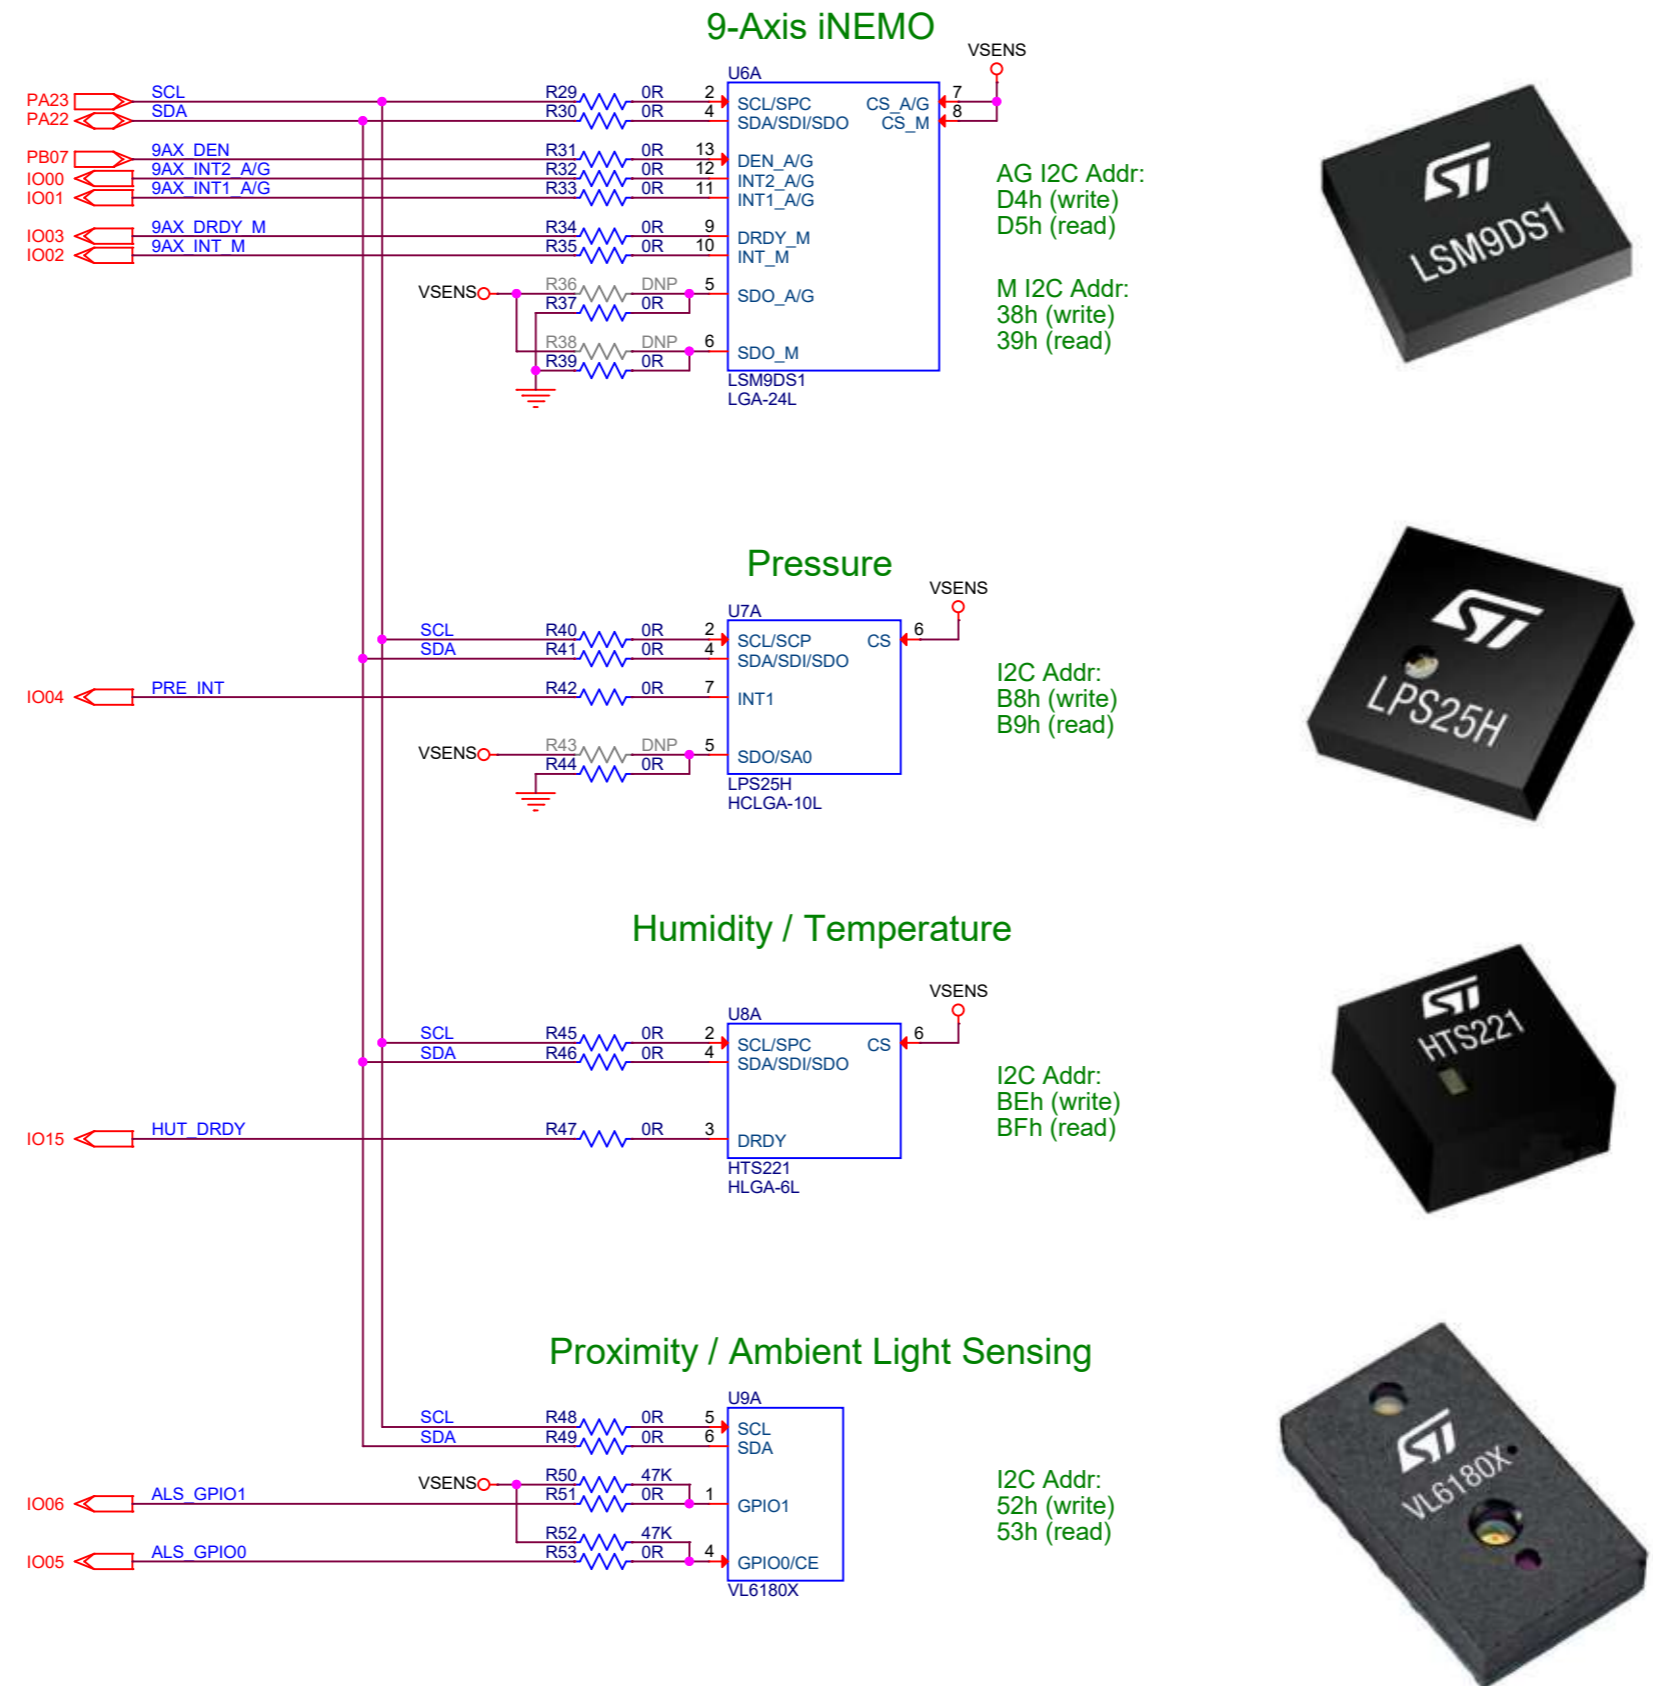 9-Axis iNEMO
VSENS
U6A
PA23 SCL R29 0R 2 SCL/SPC CS_A/G 7
PA22 SDA R30 0R 4 SDA/SDI/SDO CS_M 8
PB07 9AX_DEN R31 0R 13 DEN_A/G
IO00 9AX_INT2_A/G R32 0R 12 INT2_A/G
IO01 9AX_INT1_A/G R33 0R 11 INT1_A/G
IO03 9AX_DRDY_M R34 0R 9 DRDY_M
IO02 9AX_INT_M R35 0R 10 INT_M
VSENS R36 DNP 5 SDO_A/G
R37 0R
R38 DNP 6 SDO_M
R39 0R
LSM9DS1
LGA-24L
AG I2C Addr:
D4h (write)
D5h (read)
M I2C Addr:
38h (write)
39h (read)
ST
LSM9DS1
Pressure
VSENS
U7A
SCL R40 0R 2 SCL/SCP CS 6
SDA R41 0R 4 SDA/SDI/SDO
IO04 PRE_INT R42 0R 7 INT1
VSENS R43 DNP 5 SDO/SA0
R44 0R
LPS25H
HCLGA-10L
I2C Addr:
B8h (write)
B9h (read)
ST
LPS25H
Humidity / Temperature
VSENS
U8A
SCL R45 0R 2 SCL/SPC CS 6
SDA R46 0R 4 SDA/SDI/SDO
IO15 HUT_DRDY R47 0R 3 DRDY
HTS221
HLGA-6L
I2C Addr:
BEh (write)
BFh (read)
ST
HTS221
Proximity / Ambient Light Sensing
U9A
SCL R48 0R 5 SCL
SDA R49 0R 6 SDA
VSENS R50 47K
IO06 ALS_GPIO1 R51 0R 1 GPIO1
R52 47K
IO05 ALS_GPIO0 R53 0R 4 GPIO0/CE
VL6180X
I2C Addr:
52h (write)
53h (read)
ST
VL6180X